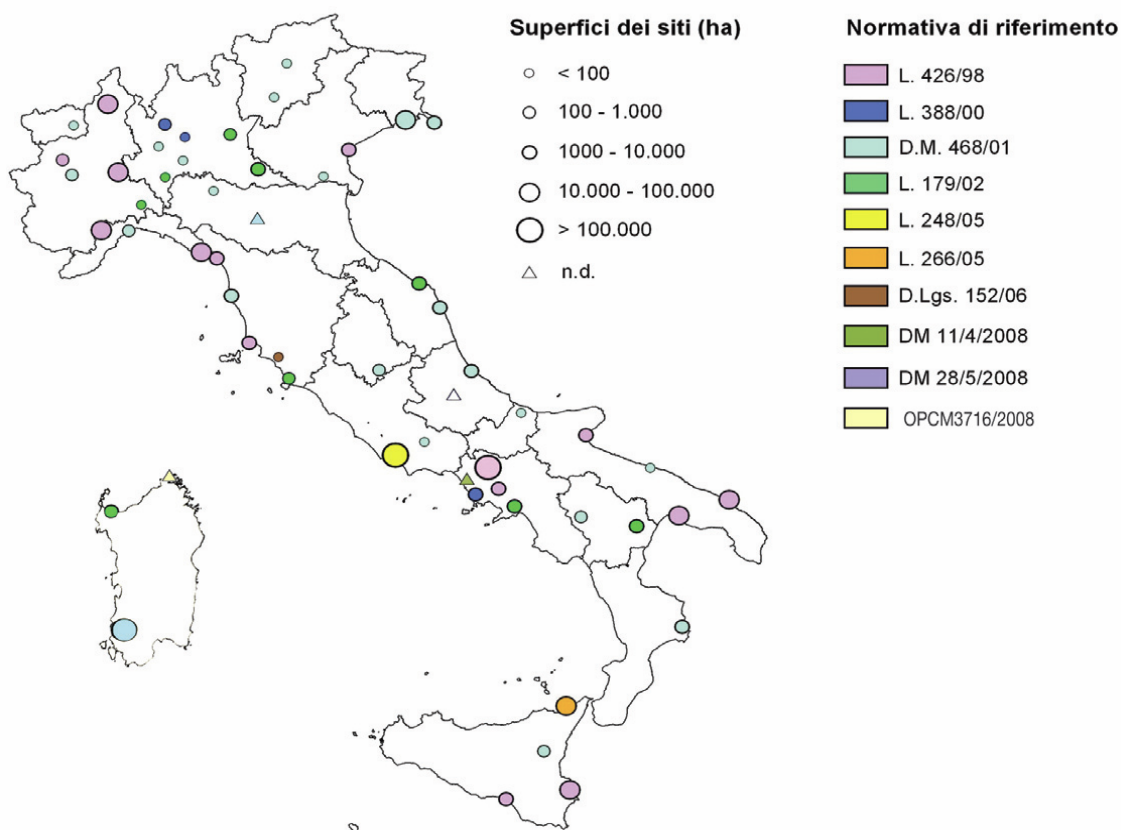 Superfici dei siti (ha)
< 100
100 - 1.000
1000 - 10.000
10.000 - 100.000
> 100.000
n.d.
Normativa di riferimento
L. 426/98
L. 388/00
D.M. 468/01
L. 179/02
L. 248/05
L. 266/05
D.Lgs. 152/06
DM 11/4/2008
DM 28/5/2008
OPCM3716/2008